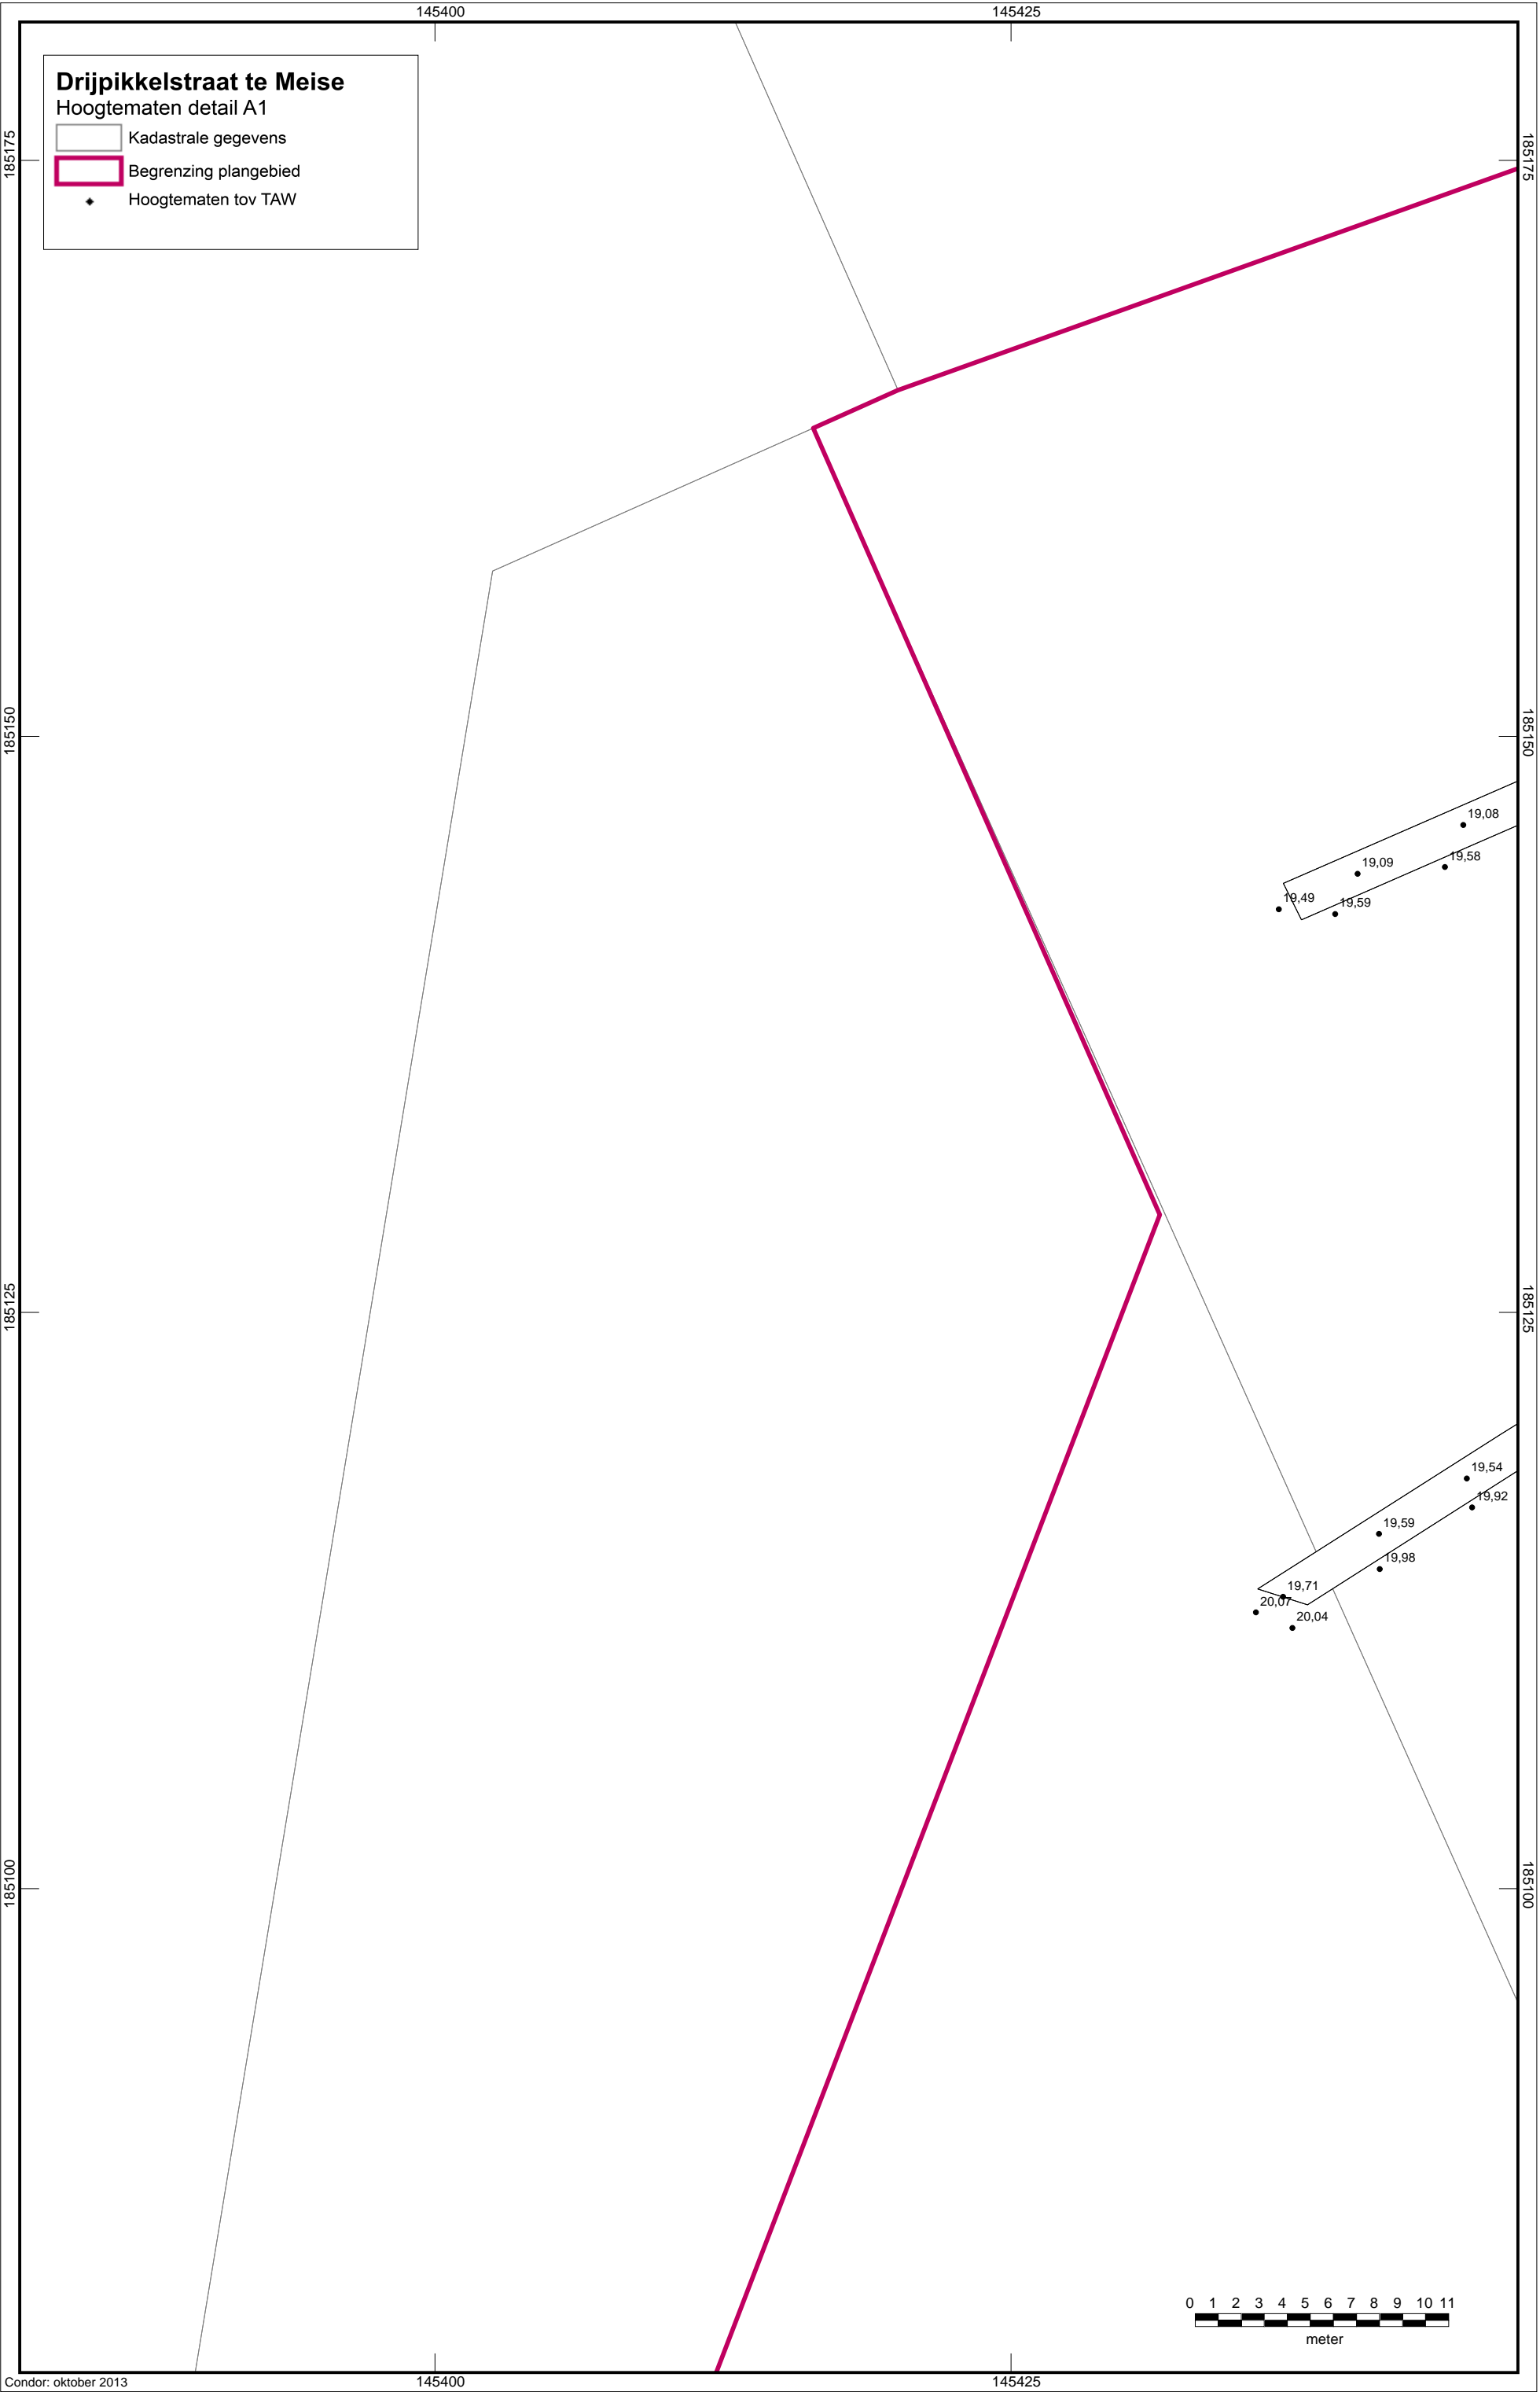 145400 145425
Drijpikkelstraat te Meise
Hoogtematen detail A1
Kadastrale gegevens
Begrenzing plangebied
Hoogtematen tov TAW
185175 185175
185150 185150
19,08
19,58
19,09
19,49
19,59
185125 185125
19,54
19,92
19,59
19,98
19,71
20,07
20,04
185100 185100
0 1 2 3 4 5 6 7 8 9 10 11
meter
Condor: oktober 2013
145400 145425